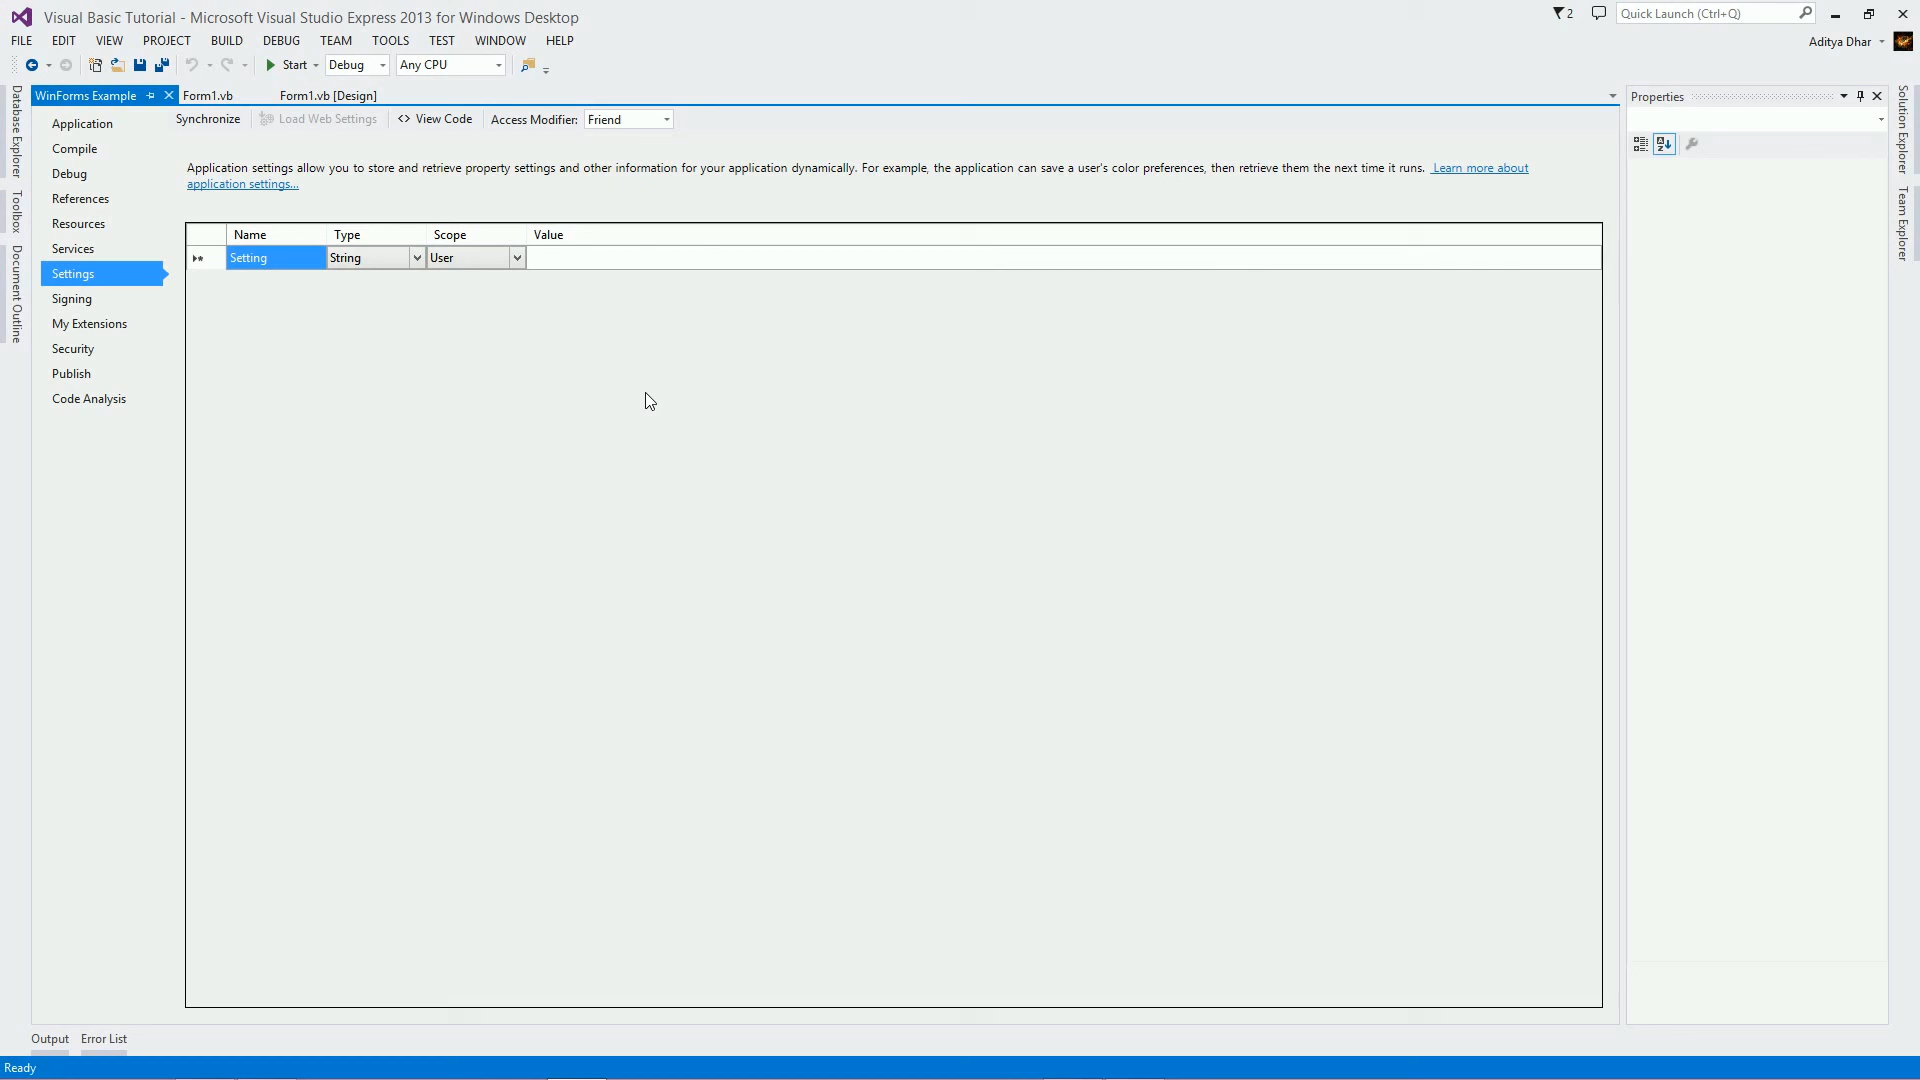 Visual Basic Tutorial - Microsoft Visual Studio Express 2013 for Windows Desktop
2
Quick Launch (Ctrl+Q)
FILE EDIT VIEW PROJECT BUILD DEBUG TEAM TOOLS TEST WINDOW HELP
Aditya Dhar
Start Debug Any CPU
WinForms Example Form1.vb Form1.vb [Design]
Properties
Database Explorer
Toolbox
Document Outline
Solution Explorer
Team Explorer
Synchronize Load Web Settings <> View Code Access Modifier: Friend
Application
Compile
Debug
References
Resources
Services
Settings
Signing
My Extensions
Security
Publish
Code Analysis
Application settings allow you to store and retrieve property settings and other information for your application dynamically. For example, the application can save a user's color preferences, then retrieve them the next time it runs. Learn more about
application settings...
Name Type Scope Value
Setting String User
Output Error List
Ready